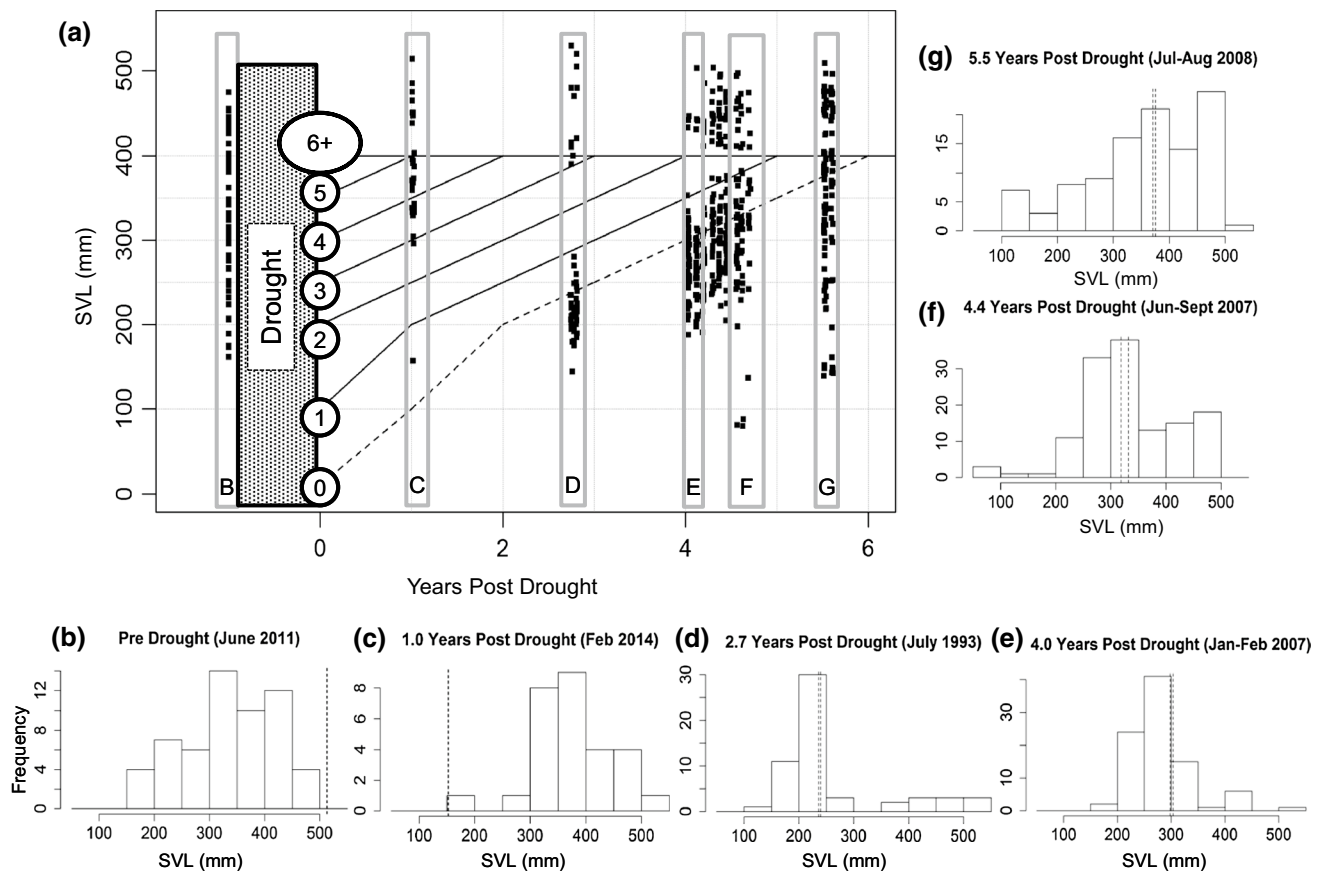 (a)
SVL (mm)
500
400
300
200
100
0
6+
5
4
3
2
1
0
Drought
B
C
D
E
F
G
0
2
4
6
Years Post Drought
(g)
5.5 Years Post Drought (Jul-Aug 2008)
15
5
0
100
200
300
400
500
SVL (mm)
(f)
4.4 Years Post Drought (Jun-Sept 2007)
30
20
10
0
100
200
300
400
500
SVL (mm)
(b)
Pre Drought (June 2011)
Frequency
12
8
4
0
100
200
300
400
500
SVL (mm)
(c)
1.0 Years Post Drought (Feb 2014)
8
6
4
2
0
100
200
300
400
500
SVL (mm)
(d)
2.7 Years Post Drought (July 1993)
30
20
10
0
100
200
300
400
500
SVL (mm)
(e)
4.0 Years Post Drought (Jan-Feb 2007)
30
10
0
100
200
300
400
500
SVL (mm)